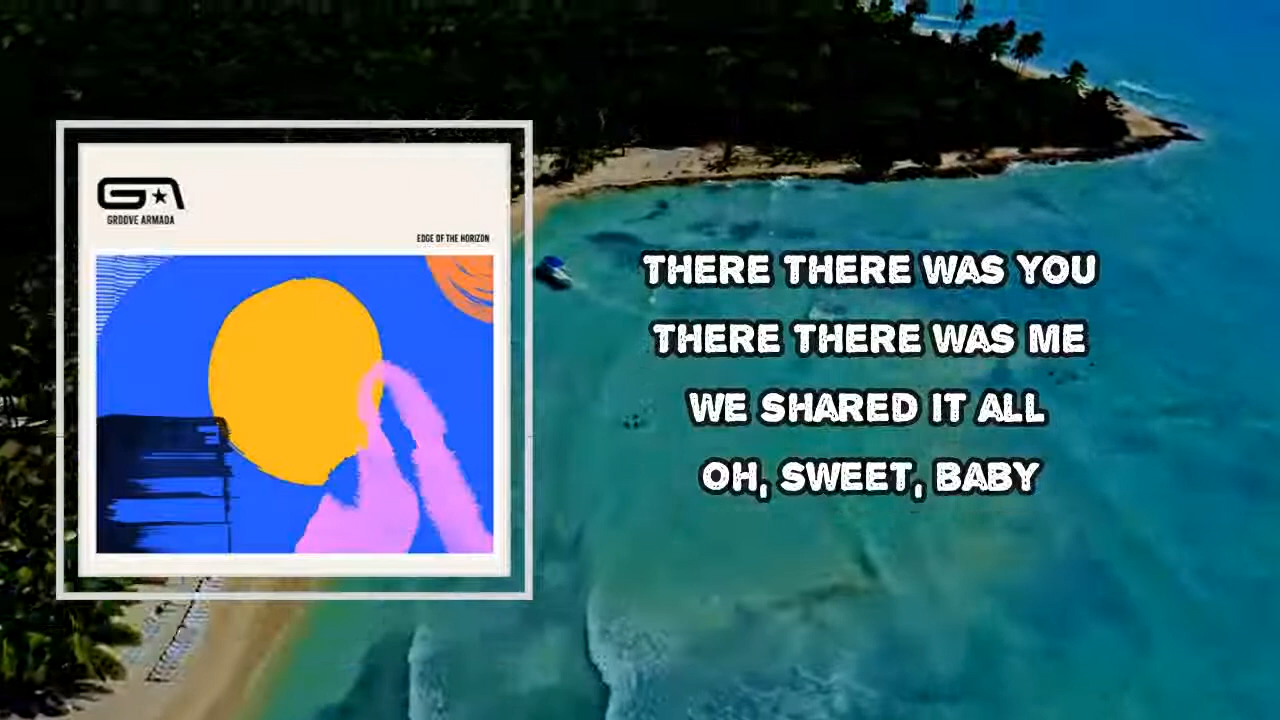 GA
GROOVE ARMADA
EDGE OF THE HORIZON
THERE THERE WAS YOU
THERE THERE WAS ME
WE SHARED IT ALL
OH, SWEET, BABY